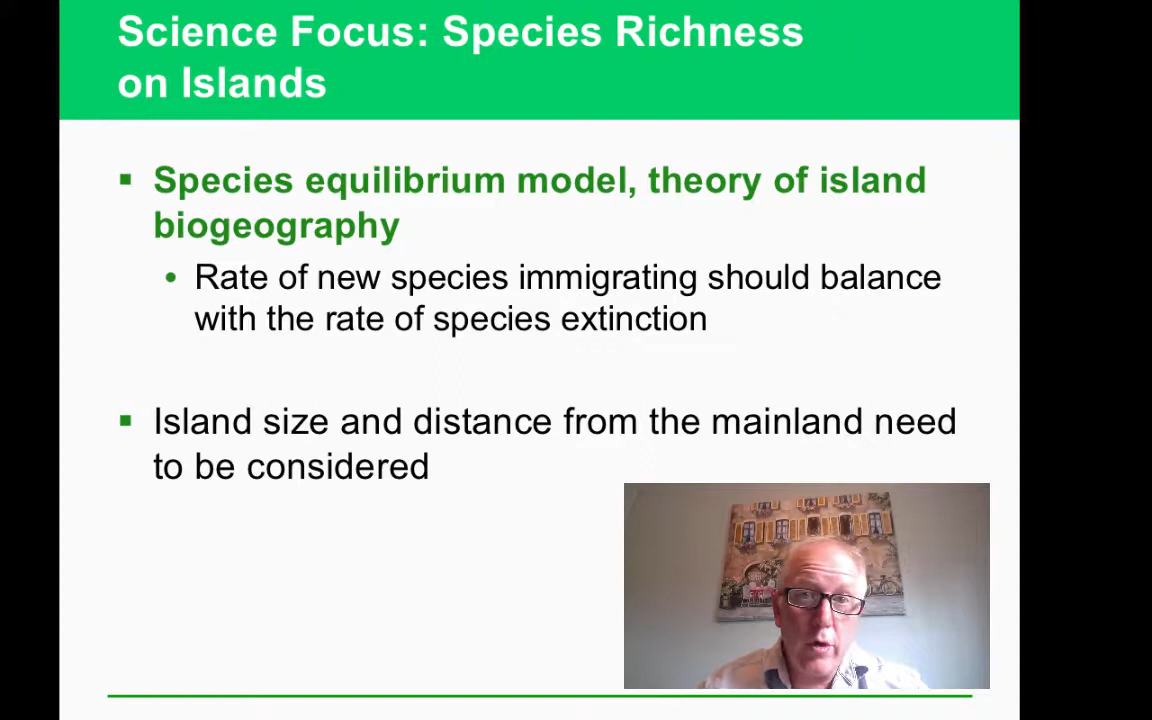 Science Focus: Species Richness
on Islands
▪ Species equilibrium model, theory of island
biogeography
• Rate of new species immigrating should balance
with the rate of species extinction
▪ Island size and distance from the mainland need
to be considered